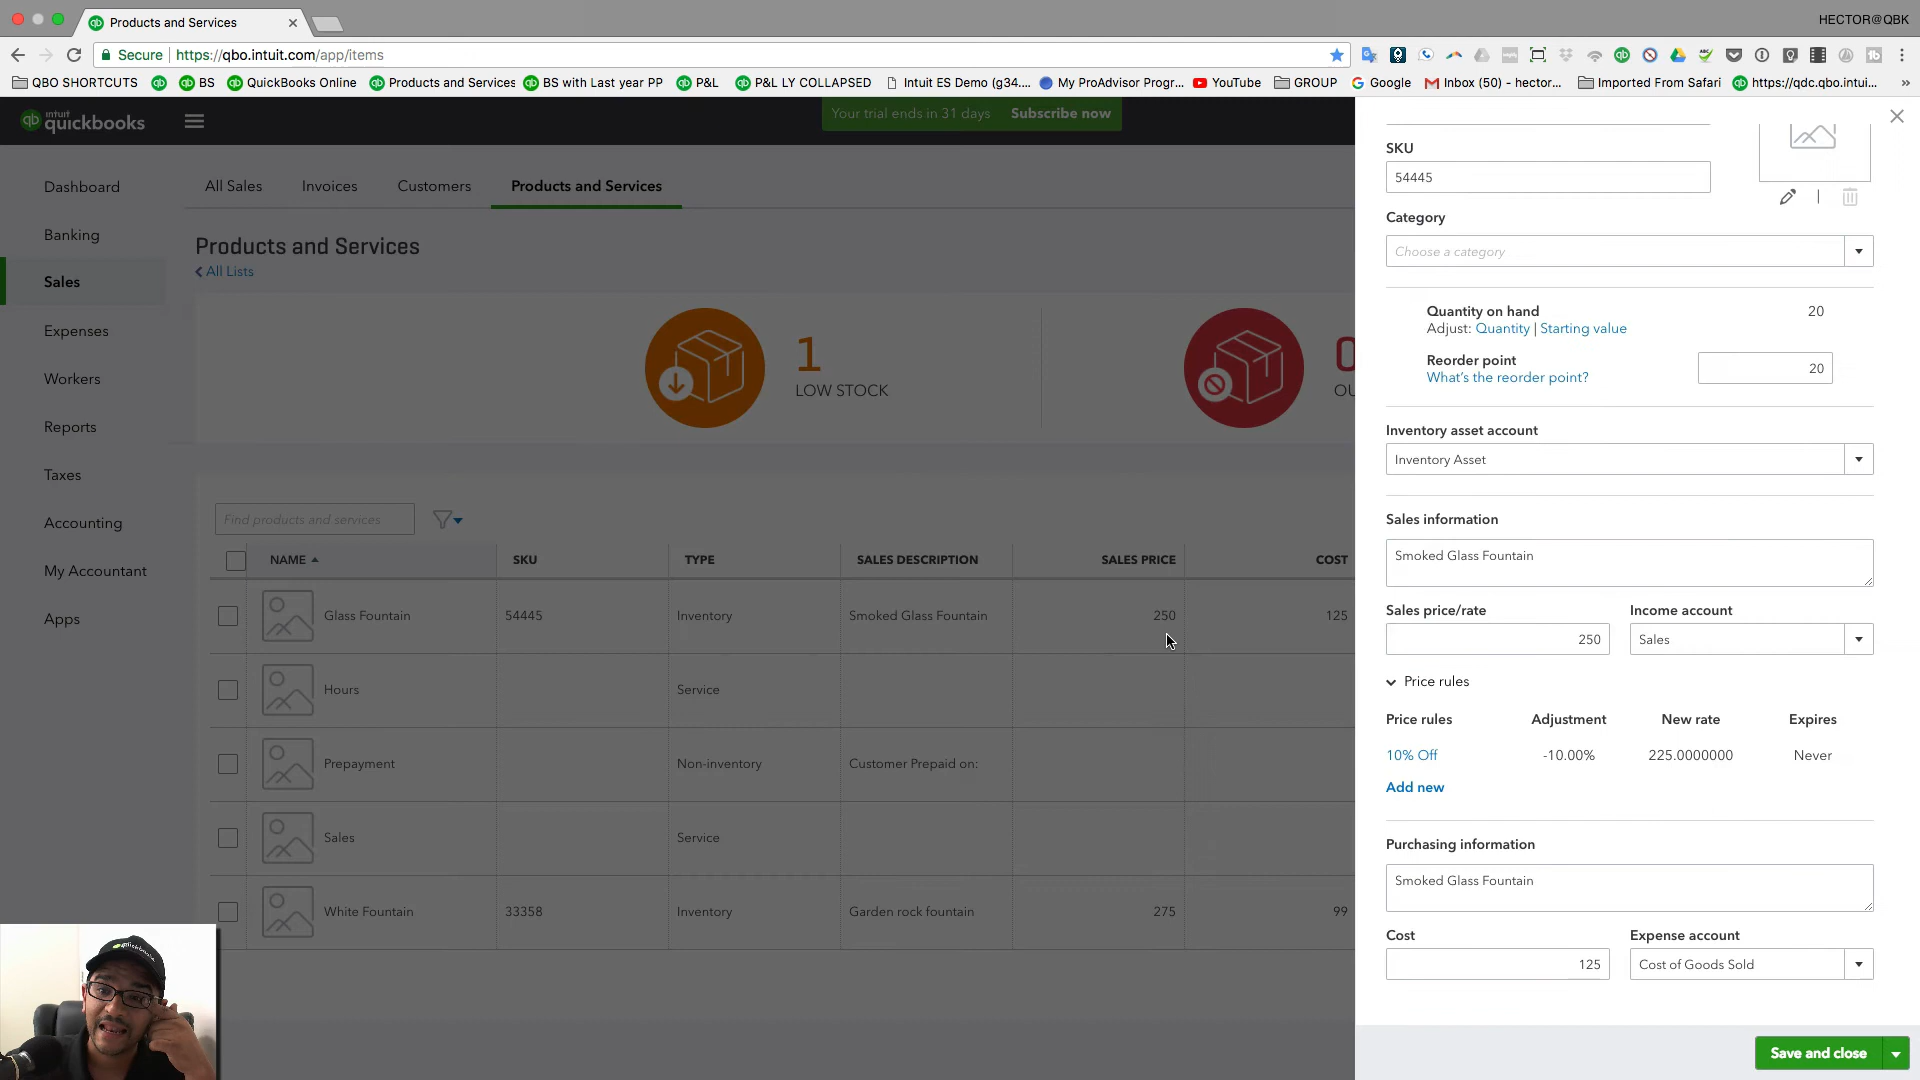 Products and Services
HECTOR@QBK
Secure https://qbo.intuit.com/app/items
QBO SHORTCUTS BS QuickBooks Online Products and Services BS with Last year PP P&L P&L LY COLLAPSED Intuit ES Demo (g34.... My ProAdvisor Progr... YouTube GROUP Google Inbox (50) - hector... Imported From Safari https://qdc.qbo.intui... »
intuit quickbooks
Your trial ends in 31 days Subscribe now
Dashboard
Banking
Sales
Expenses
Workers
Reports
Taxes
Accounting
My Accountant
Apps
All Sales Invoices Customers Products and Services
Products and Services
All Lists
1
LOW STOCK
0
OU
Find products and services
NAME SKU TYPE SALES DESCRIPTION SALES PRICE COST
Glass Fountain 54445 Inventory Smoked Glass Fountain 250 125
Hours Service
Prepayment Non-inventory Customer Prepaid on:
Sales Service
White Fountain 33358 Inventory Garden rock fountain 275 99
quickbooks
SKU
54445
Category
Choose a category
Quantity on hand 20
Adjust: Quantity | Starting value
Reorder point 20
What's the reorder point?
Inventory asset account
Inventory Asset
Sales information
Smoked Glass Fountain
Sales price/rate Income account
250 Sales
Price rules
Price rules Adjustment New rate Expires
10% Off -10.00% 225.0000000 Never
Add new
Purchasing information
Smoked Glass Fountain
Cost Expense account
125 Cost of Goods Sold
Save and close